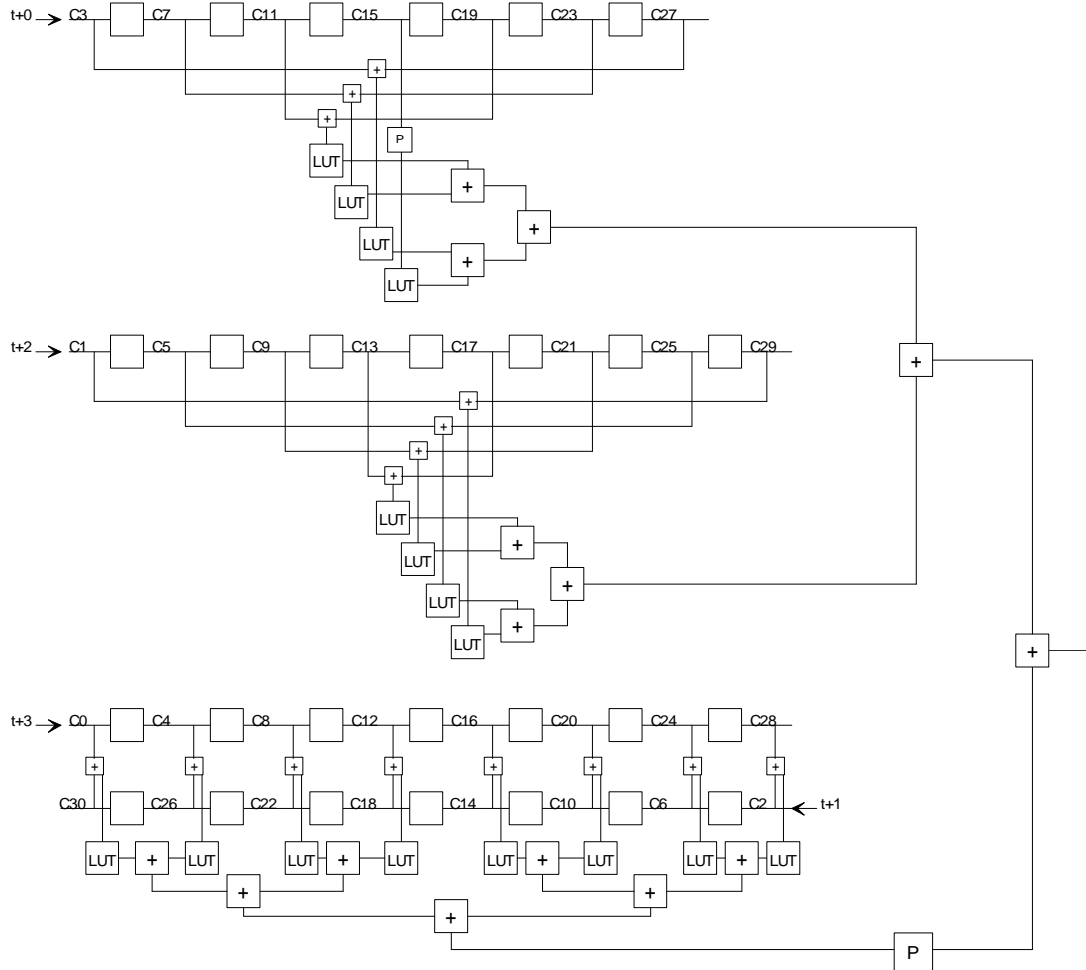 t+0 C3 C7 C11 C15 C19 C23 C27
+
+
+
P
LUT
+
LUT
+
LUT
+
LUT
t+2 C1 C5 C9 C13 C17 C21 C25 C29
+
+
+
+
+
LUT
+
LUT
+
LUT
+
LUT
+
t+3 C0 C4 C8 C12 C16 C20 C24 C28
+ + + + + + + +
C30 C26 C22 C18 C14 C10 C6 C2 t+1
LUT + LUT LUT + LUT LUT + LUT LUT + LUT
+ +
+
P